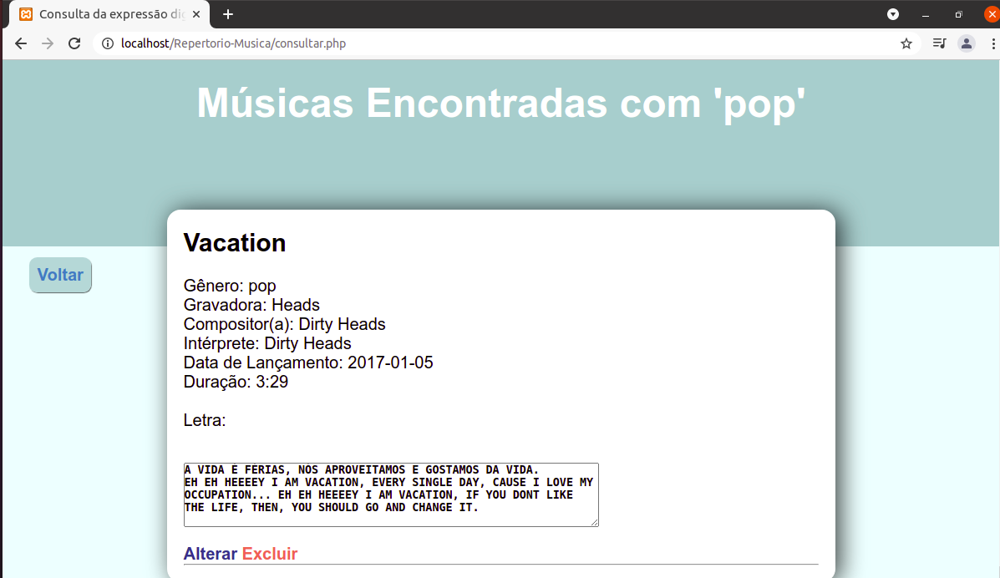 Consulta da expressão dig
localhost/Repertorio-Musica/consultar.php
Músicas Encontradas com 'pop'
Voltar
Vacation
Gênero: pop
Gravadora: Heads
Compositor(a): Dirty Heads
Intérprete: Dirty Heads
Data de Lançamento: 2017-01-05
Duração: 3:29
Letra:
A VIDA É FÉRIAS, NÓS APROVEITAMOS E GOSTAMOS DA VIDA.
EH EH HEEEEY I AM VACATION, EVERY SINGLE DAY, CAUSE I LOVE MY
OCCUPATION... EH EH HEEEEY I AM VACATION, IF YOU DONT LIKE
THE LIFE, THEN, YOU SHOULD GO AND CHANGE IT.
Alterar Excluir